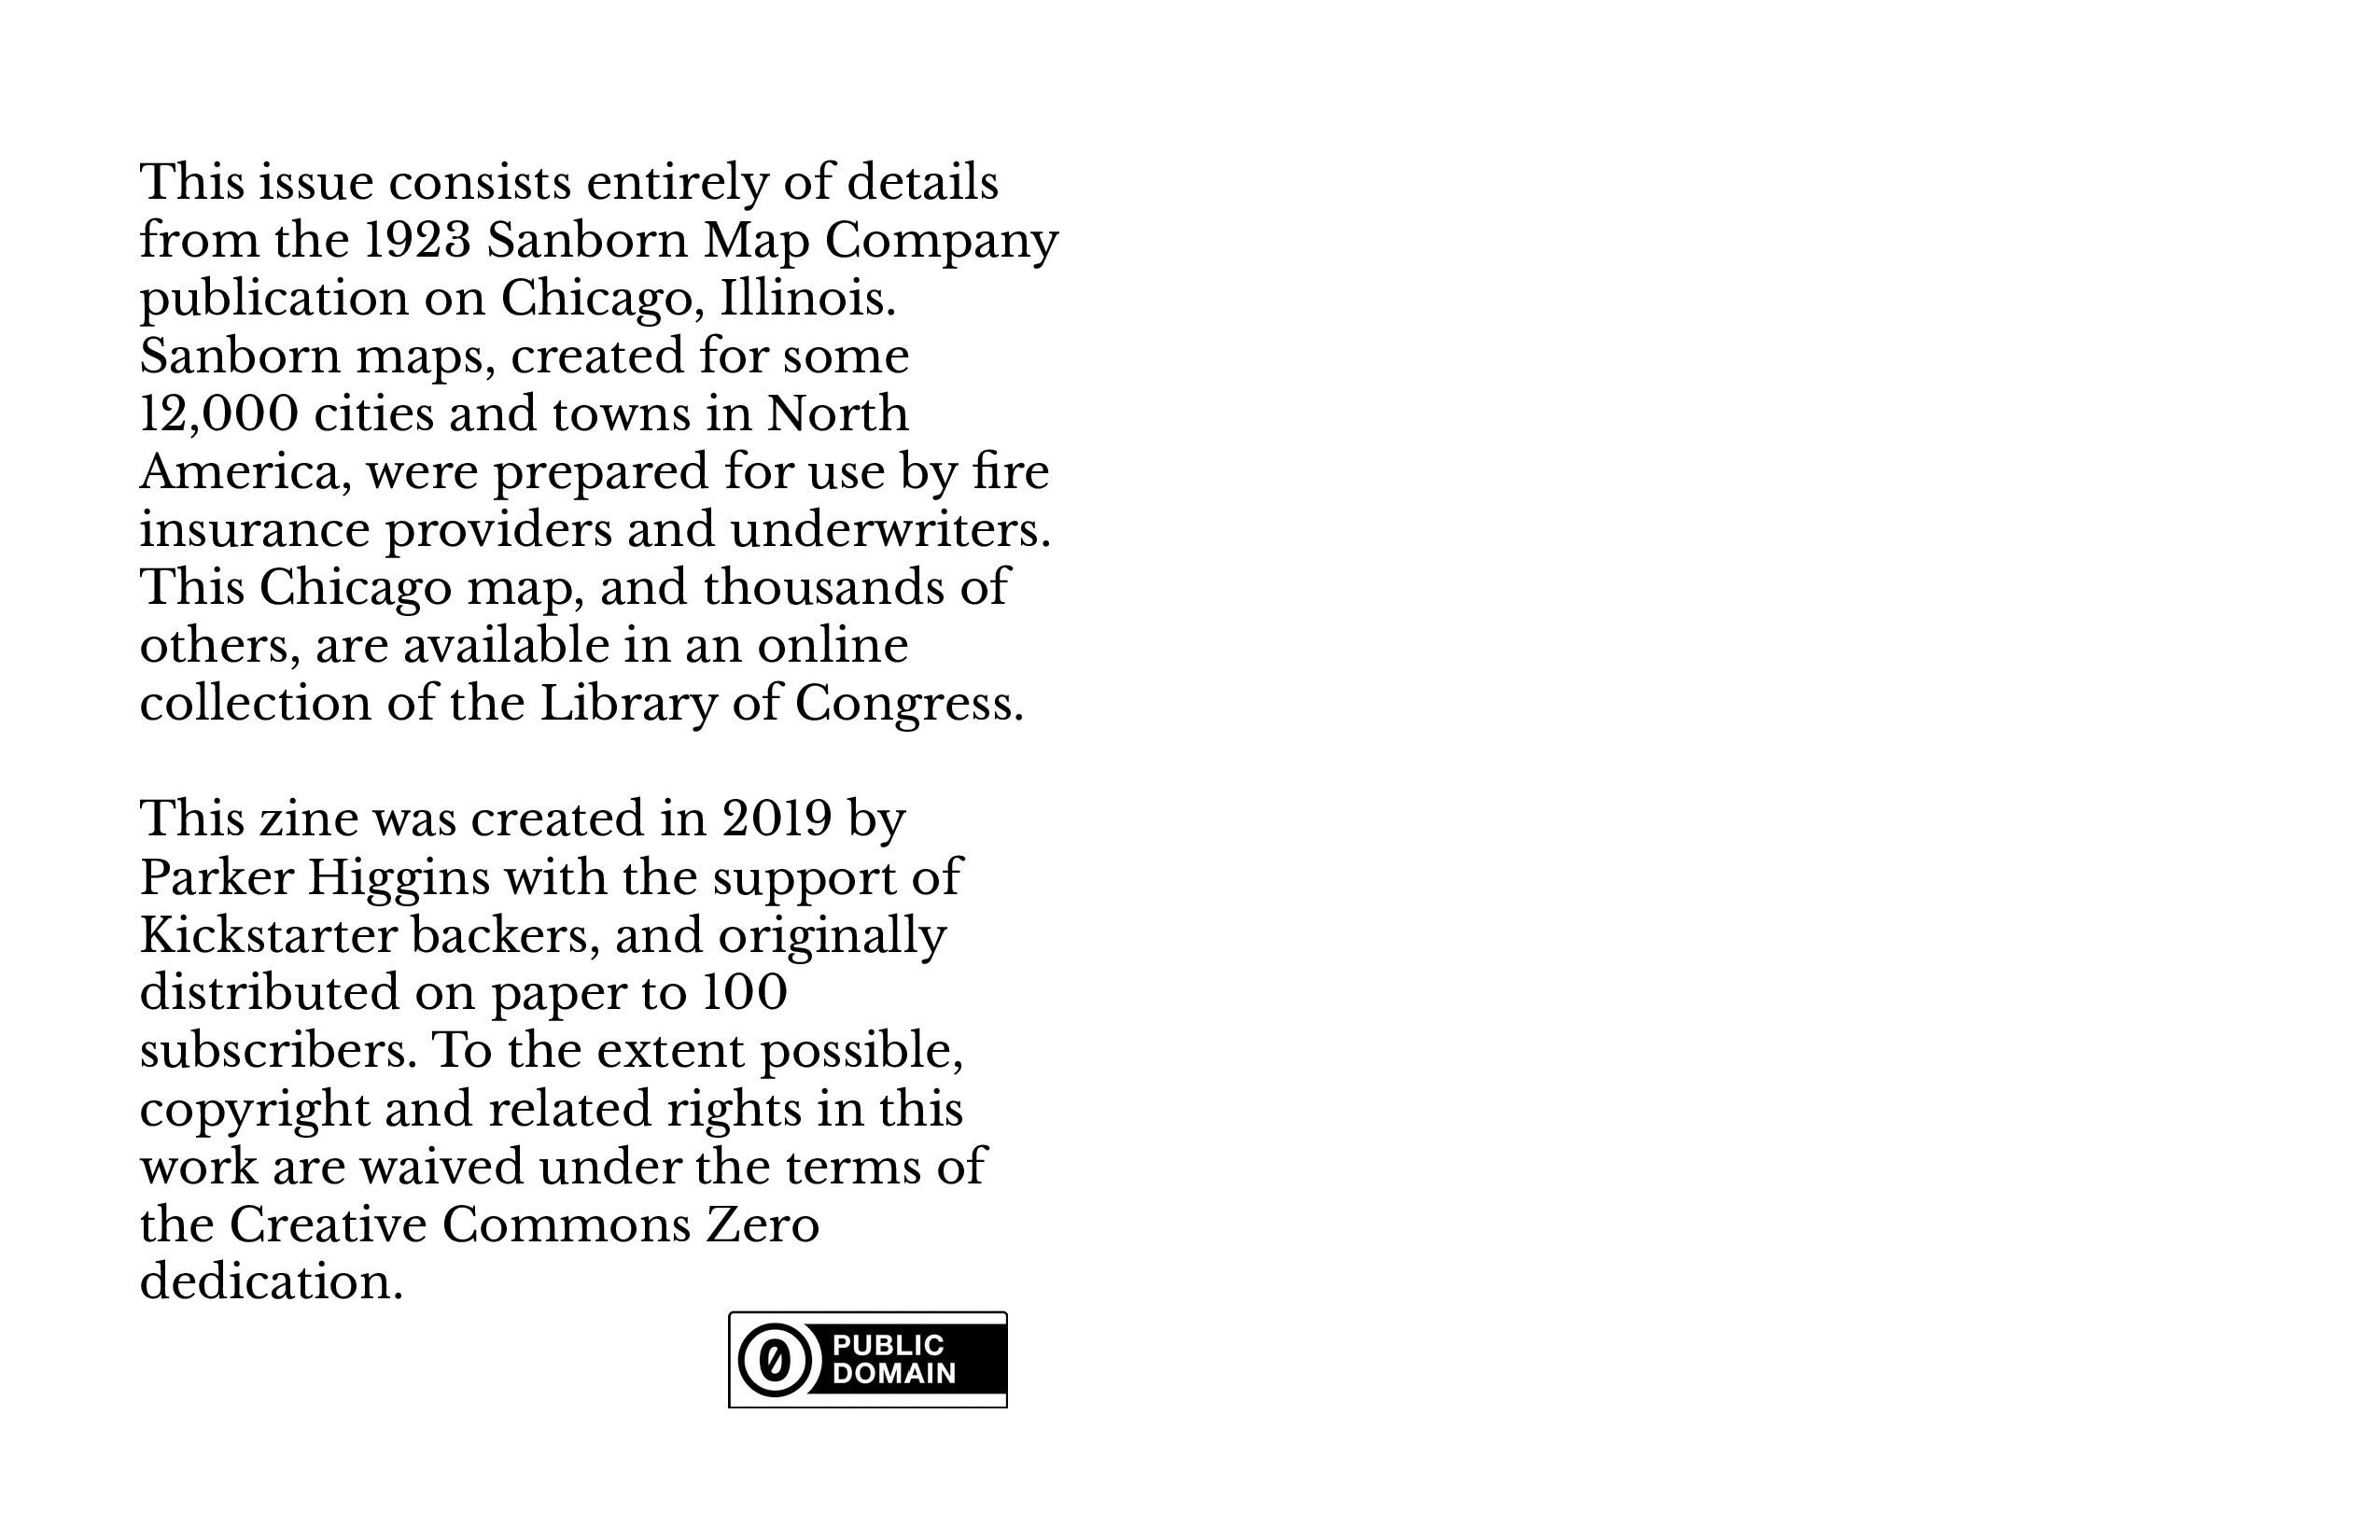 This issue consists entirely of details
from the 1923 Sanborn Map Company
publication on Chicago, Illinois.
Sanborn maps, created for some
12,000 cities and towns in North
America, were prepared for use by fire
insurance providers and underwriters.
This Chicago map, and thousands of
others, are available in an online
collection of the Library of Congress.
This zine was created in 2019 by
Parker Higgins with the support of
Kickstarter backers, and originally
distributed on paper to 100
subscribers. To the extent possible,
copyright and related rights in this
work are waived under the terms of
the Creative Commons Zero
dedication.
0 PUBLIC
DOMAIN